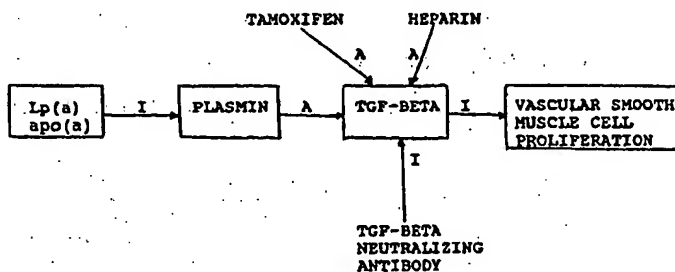 TAMOXIFEN HEPARIN
A A
Lp(a)
apo(a)
I
PLASMIN
A
TGF-BETA
I
VASCULAR SMOOTH
MUSCLE CELL
PROLIFERATION
I
TGF-BETA
NEUTRALIZING
ANTIBODY